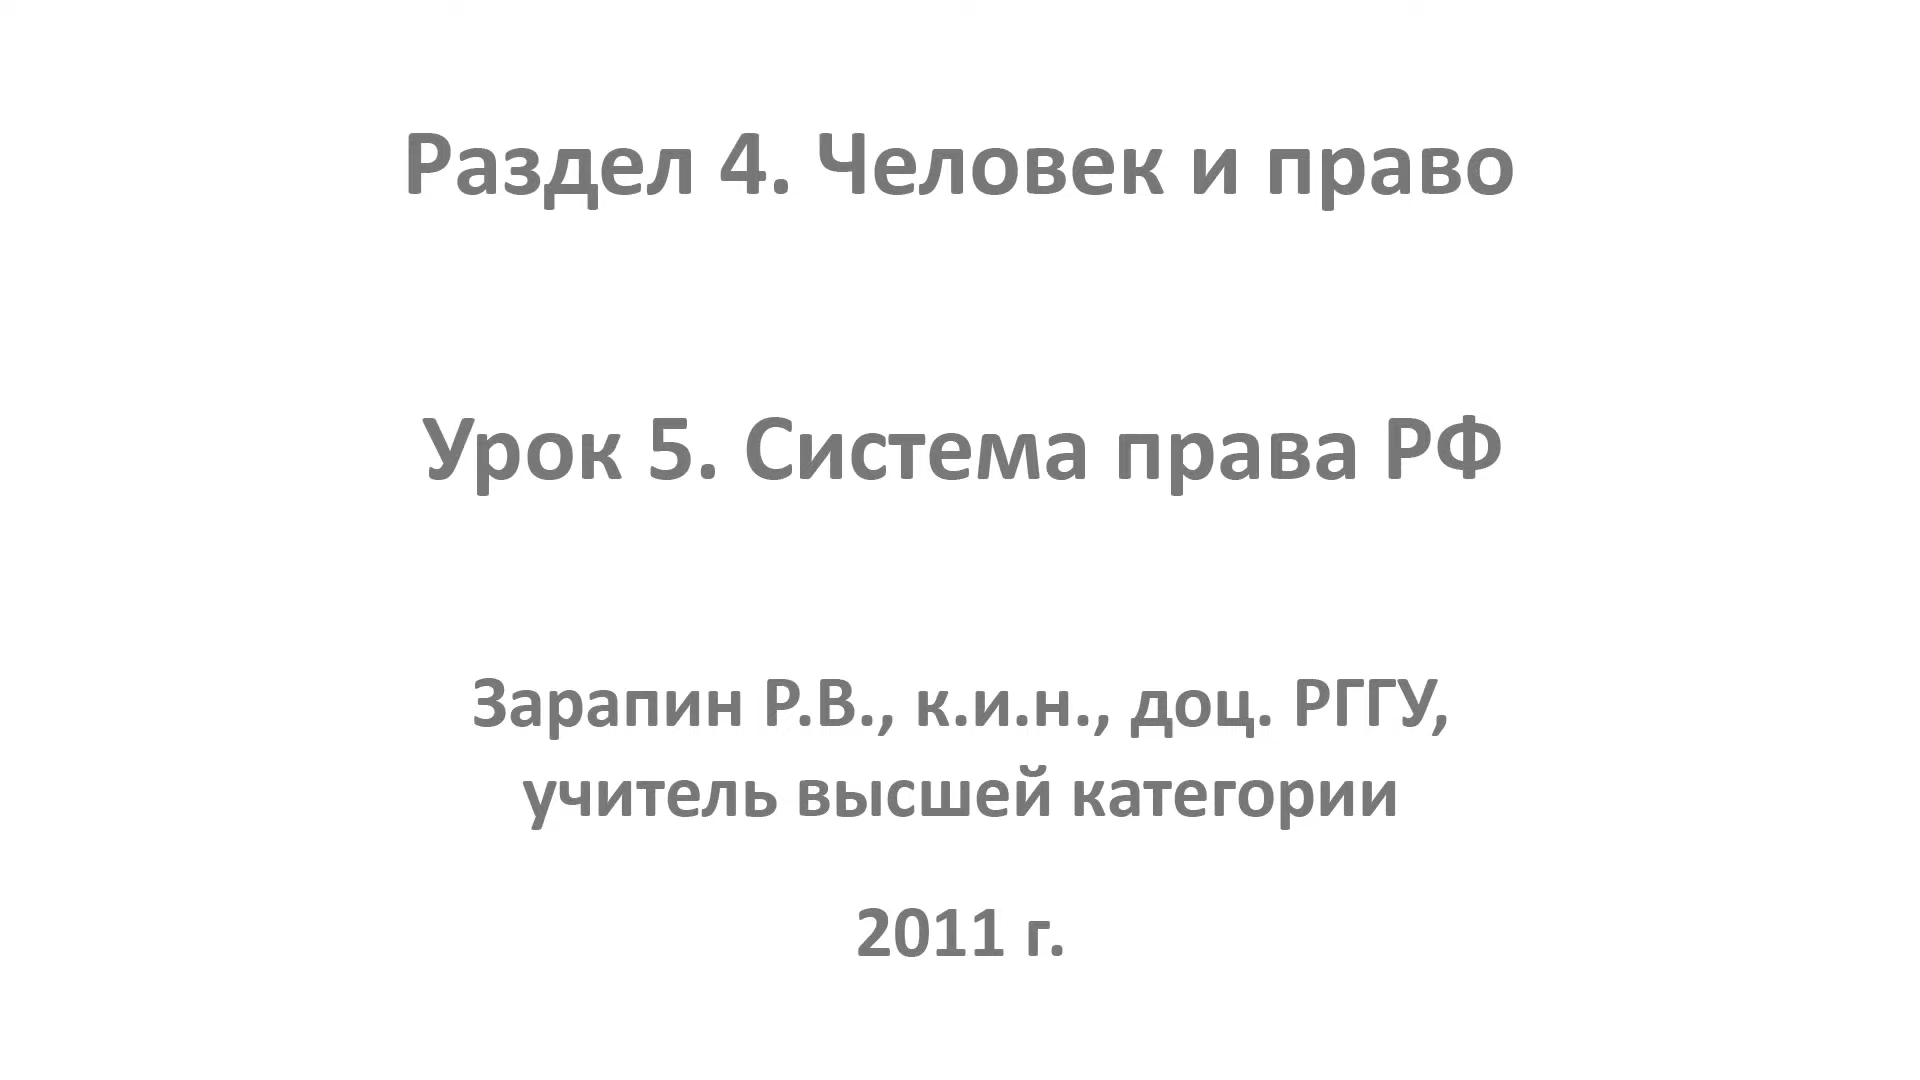 Раздел 4. Человек и право
Урок 5. Система права РФ
Зарапин Р.В., к.и.н., доц. РГГУ,
учитель высшей категории
2011 г.